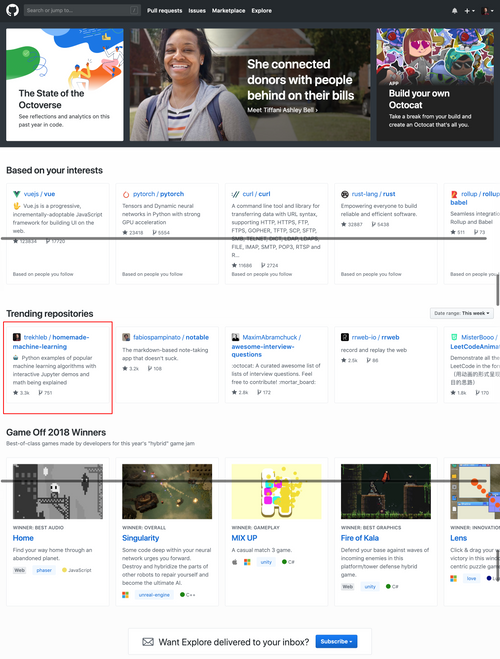 Search or jump to...
Pull requests Issues Marketplace Explore
The State of the
Octoverse
See reflections and analytics on this
past year in code.
She connected
donors with people
behind on their bills
Meet Tiffani Ashley Bell ›
APP
Build your own
Octocat
Take a break from your build and
create an Octocat that's all you.
Based on your interests
vuejs / vue
Vue.js is a progressive,
incrementally-adoptable JavaScript
framework for building UI on the
web.
123834 17720
Based on people you follow
pytorch / pytorch
Tensors and Dynamic neural
networks in Python with strong
GPU acceleration
23418 5554
Based on people you follow
curl / curl
A command line tool and library for
transferring data with URL syntax,
supporting HTTP, HTTPS, FTP,
FTPS, GOPHER, TFTP, SCP, SFTP,
SMB, TELNET, DICT, LDAP, LDAPS,
FILE, IMAP, SMTP, POP3, RTSP and
R...
11666 2724
Based on people you follow
rust-lang / rust
Empowering everyone to build
reliable and efficient software.
32887 5436
Based on people you follow
rollup / rollup
babel
Seamless integratio
Rollup and Babel
511 73
Based on people you
Trending repositories
Date range: This week
trekhleb / homemade-
machine-learning
Python examples of popular
machine learning algorithms with
interactive Jupyter demos and
math being explained
3.3k 751
fabiospampinato / notable
The markdown-based note-taking
app that doesn't suck.
3.2k 108
MaximAbramchuck /
awesome-interview-
questions
:octocat: A curated awesome list of
lists of interview questions. Feel
free to contribute! :mortar_board:
2.8k 172
rrweb-io / rrweb
record and replay the web
2.5k 66
MisterBooo /
LeetCodeAnimat
Demonstrate all the
LeetCode in the form
（用动画的形式呈现
目的思路）
1.8k 170
Game Off 2018 Winners
Best-of-class games made by developers for this year's "hybrid" game jam
WINNER: BEST AUDIO
Home
Find your way home through an
abandoned planet.
Web phaser JavaScript
WINNER: OVERALL
Singularity
Some code deep within your neural
network urges you forward.
Destroy and hybridize the parts of
other robots to repair yourself and
become the ultimate AI.
unreal-engine C++
WINNER: GAMEPLAY
MIX UP
A casual match 3 game.
unity C#
WINNER: BEST GRAPHICS
Fire of Kala
Defend your base against waves of
incoming enemies in this
platform/tower defense hybrid
game.
Web unity C#
WINNER: INNOVATION
Lens
Click & drag your
victory in this windin
centric puzzle game
love Lu
Want Explore delivered to your inbox?
Subscribe